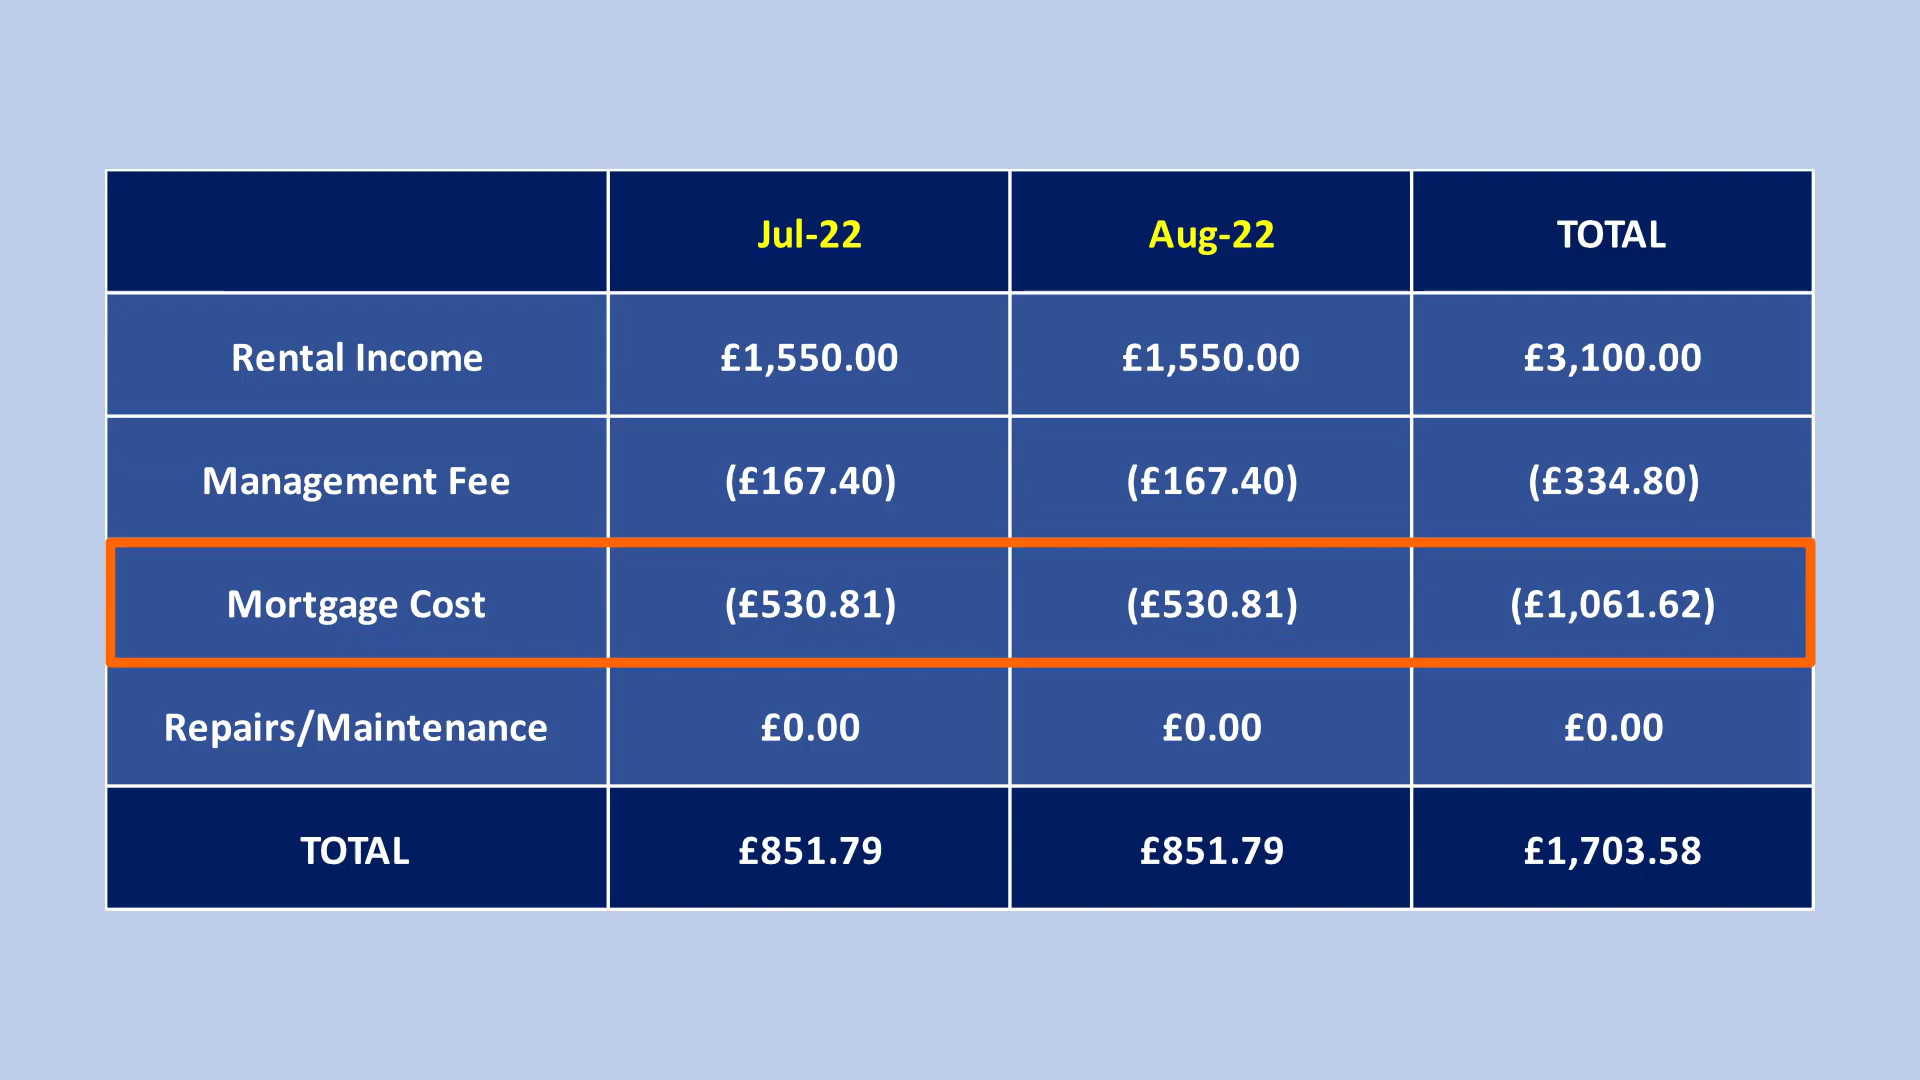 Jul-22 Aug-22 TOTAL
Rental Income £1,550.00 £1,550.00 £3,100.00
Management Fee (£167.40) (£167.40) (£334.80)
Mortgage Cost (£530.81) (£530.81) (£1,061.62)
Repairs/Maintenance £0.00 £0.00 £0.00
TOTAL £851.79 £851.79 £1,703.58